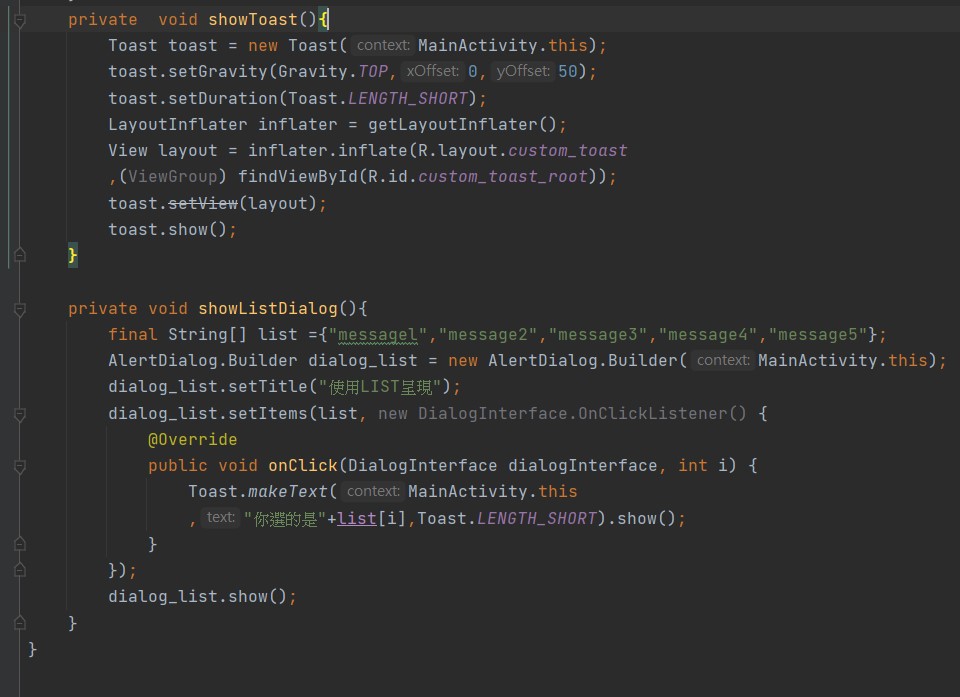 private  void showToast(){
Toast toast = new Toast( context: MainActivity.this);
toast.setGravity(Gravity.TOP, xOffset: 0, yOffset: 50);
toast.setDuration(Toast.LENGTH_SHORT);
LayoutInflater inflater = getLayoutInflater();
View layout = inflater.inflate(R.layout.custom_toast
,(ViewGroup) findViewById(R.id.custom_toast_root));
toast.setView(layout);
toast.show();
}
private void showListDialog(){
final String[] list ={"messagel","message2","message3","message4","message5"};
AlertDialog.Builder dialog_list = new AlertDialog.Builder( context: MainActivity.this);
dialog_list.setTitle("使用LIST呈現");
dialog_list.setItems(list, new DialogInterface.OnClickListener() {
@Override
public void onClick(DialogInterface dialogInterface, int i) {
Toast.makeText( context: MainActivity.this
, text: "你選的是"+list[i],Toast.LENGTH_SHORT).show();
}
});
dialog_list.show();
}
}